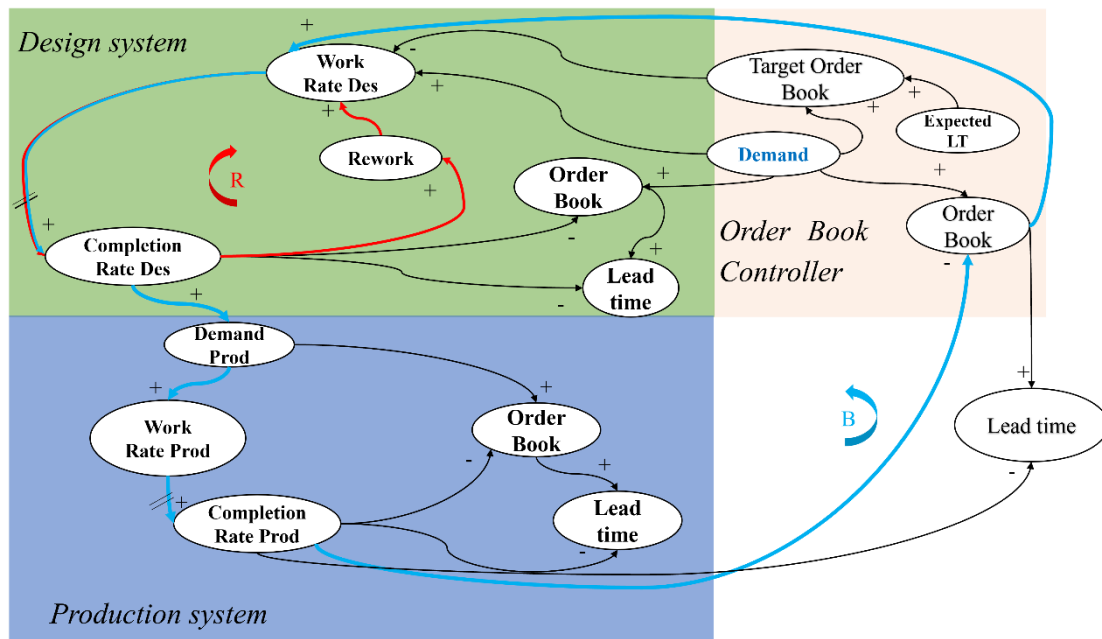 Design system
+
Work
Rate Des
-
+
+
Target Order
Book
+
+
Expected
LT
Rework
+
R
Demand
Order
Book
+
-
+
Order
Book
-
+
Order Book
Controller
+
Completion
Rate Des
Lead
time
-
+
Demand
Prod
+
Work
Rate Prod
+
Order
Book
-
+
B
+
Lead time
-
+
Completion
Rate Prod
Lead
time
-
Production system